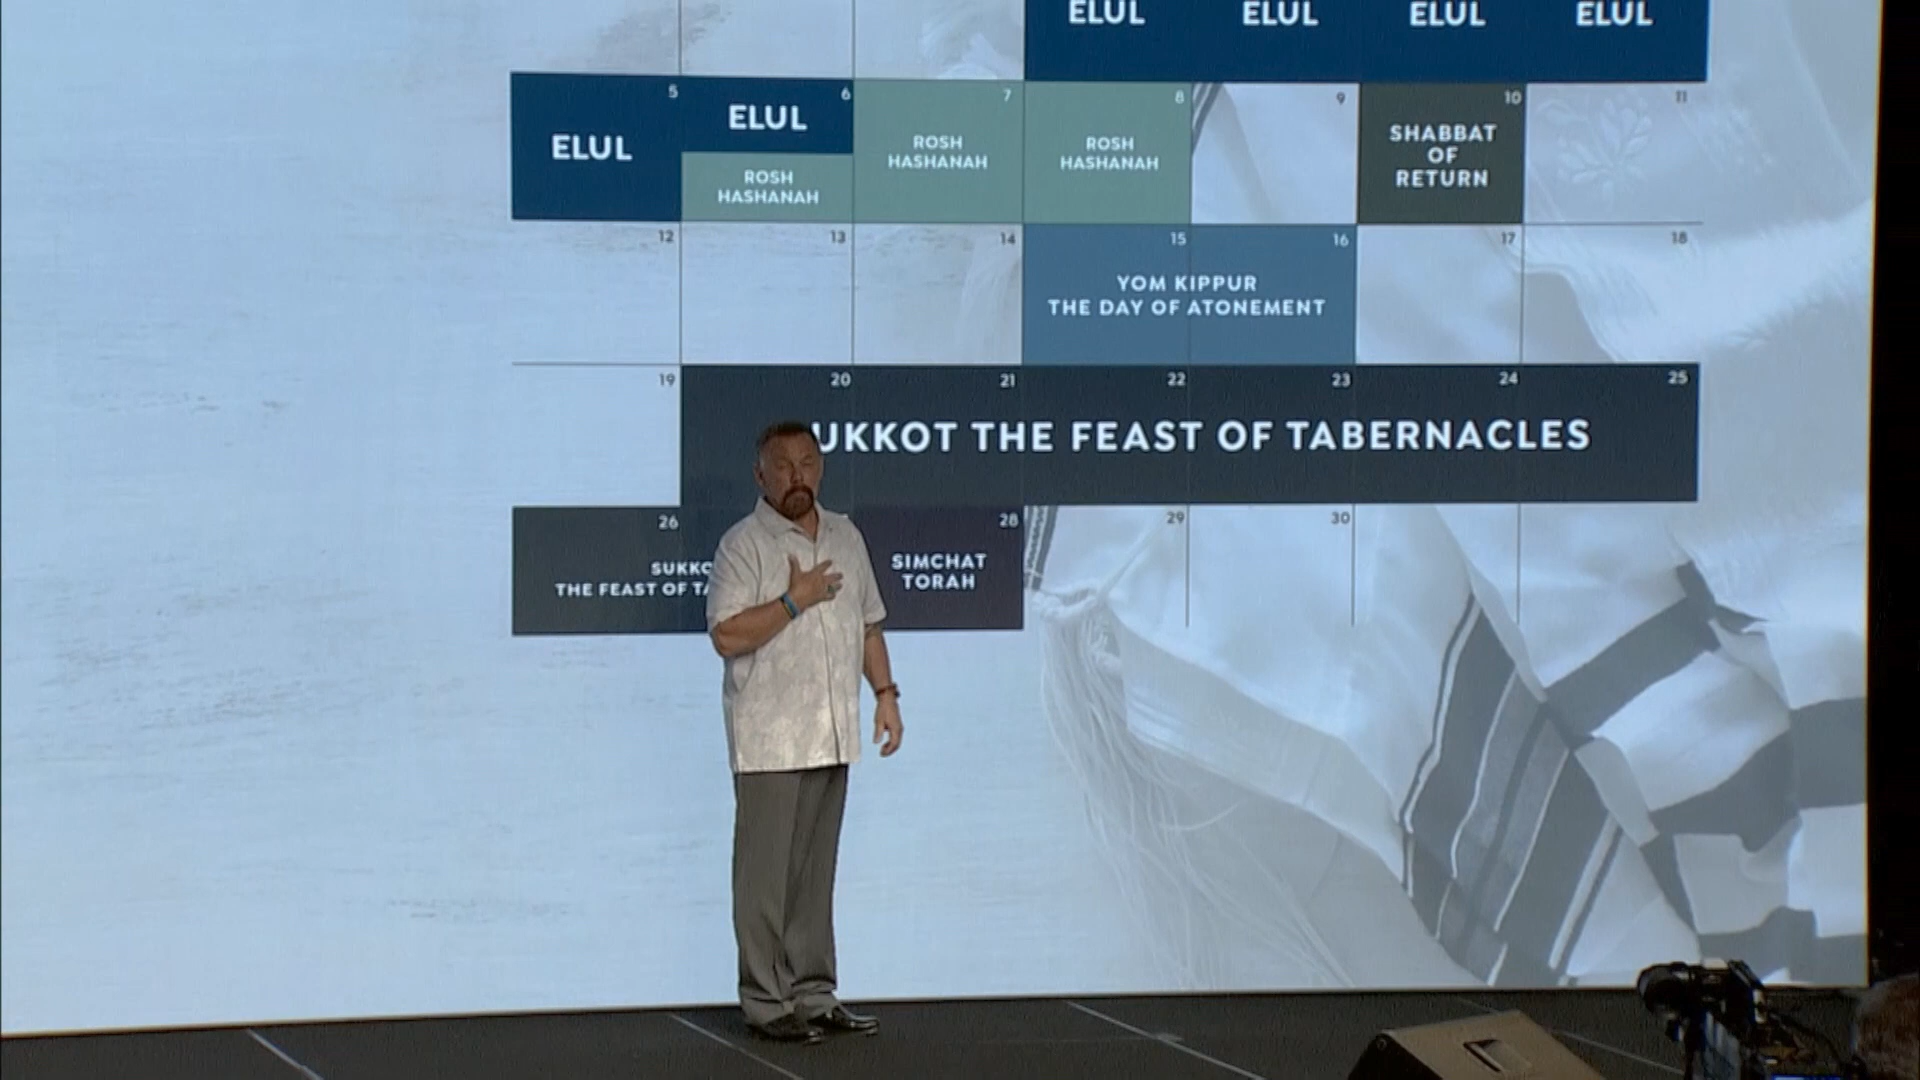 ELUL ELUL ELUL ELUL
5 6 7 8 9 10 11
ELUL
ELUL
ROSH
HASHANAH
ROSH
HASHANAH
ROSH
HASHANAH
SHABBAT
OF
RETURN
12 13 14 15 16 17 18
YOM KIPPUR
THE DAY OF ATONEMENT
19 20 21 22 23 24 25
UKKOT THE FEAST OF TABERNACLES
26 28 29 30
SUKKO
THE FEAST OF TA
SIMCHAT
TORAH